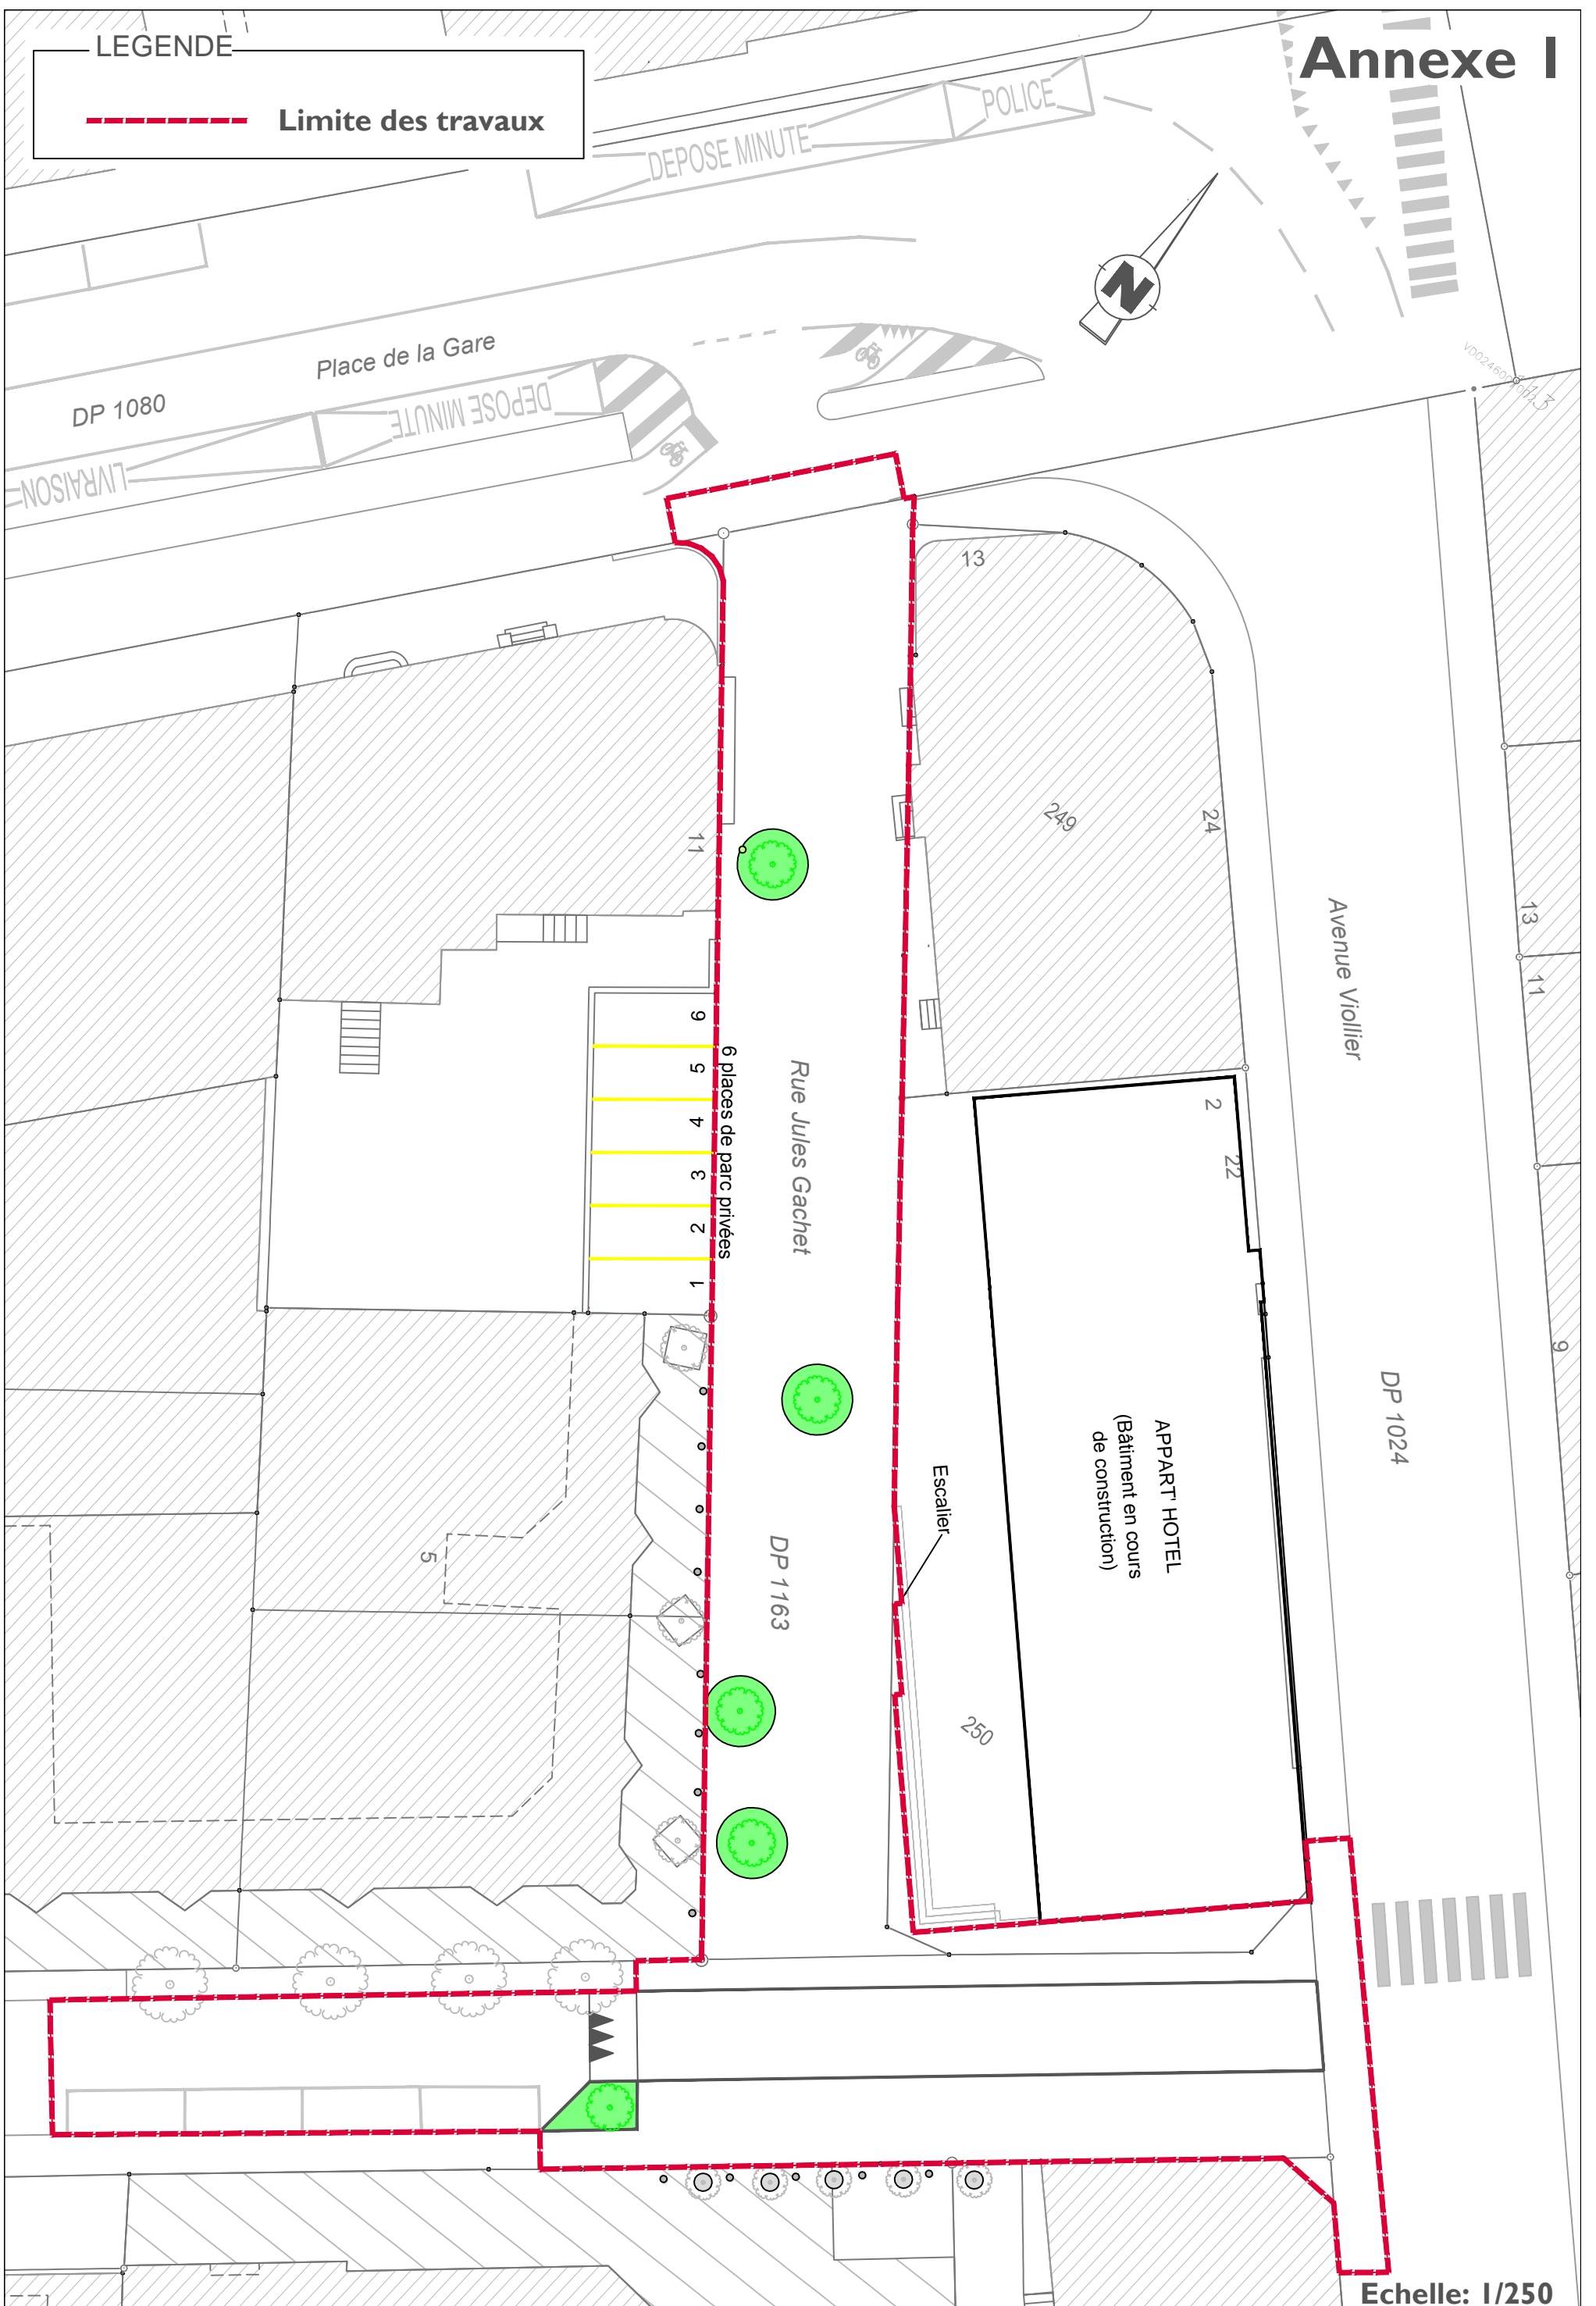 LEGENDE
Limite des travaux
Annexe 1
POLICE
DEPOSE MINUTE
N
Place de la Gare
DP 1080
DEPOSE MINUTE
LIVRAISON
13
249
24
11
Avenue Viollier
13
11
9
6
5
4
3
2
1
6 places de parc privées
Rue Jules Gachet
2
22
DP 1024
APPART' HOTEL
(Bâtiment en cours
de construction)
Escalier
5
DP 1163
250
Echelle: 1/250